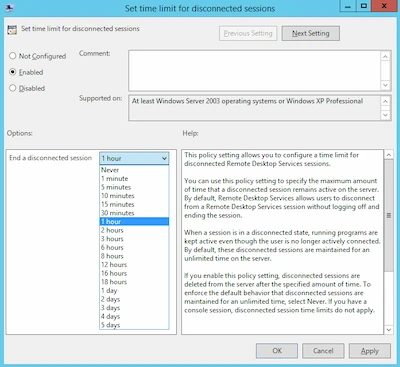 Set time limit for disconnected sessions
Set time limit for disconnected sessions
Previous Setting
Next Setting
Not Configured
Comment:
Enabled
Disabled
Supported on:
At least Windows Server 2003 operating systems or Windows XP Professional
Options:
Help:
End a disconnected session
1 hour
Never
1 minute
5 minutes
10 minutes
15 minutes
30 minutes
1 hour
2 hours
3 hours
6 hours
8 hours
12 hours
16 hours
18 hours
1 day
2 days
3 days
4 days
5 days
This policy setting allows you to configure a time limit for
disconnected Remote Desktop Services sessions.
You can use this policy setting to specify the maximum amount
of time that a disconnected session remains active on the server.
By default, Remote Desktop Services allows users to disconnect
from a Remote Desktop Services session without logging off and
ending the session.
When a session is in a disconnected state, running programs are
kept active even though the user is no longer actively connected.
By default, these disconnected sessions are maintained for an
unlimited time on the server.
If you enable this policy setting, disconnected sessions are
deleted from the server after the specified amount of time. To
enforce the default behavior that disconnected sessions are
maintained for an unlimited time, select Never. If you have a
console session, disconnected session time limits do not apply.
OK
Cancel
Apply